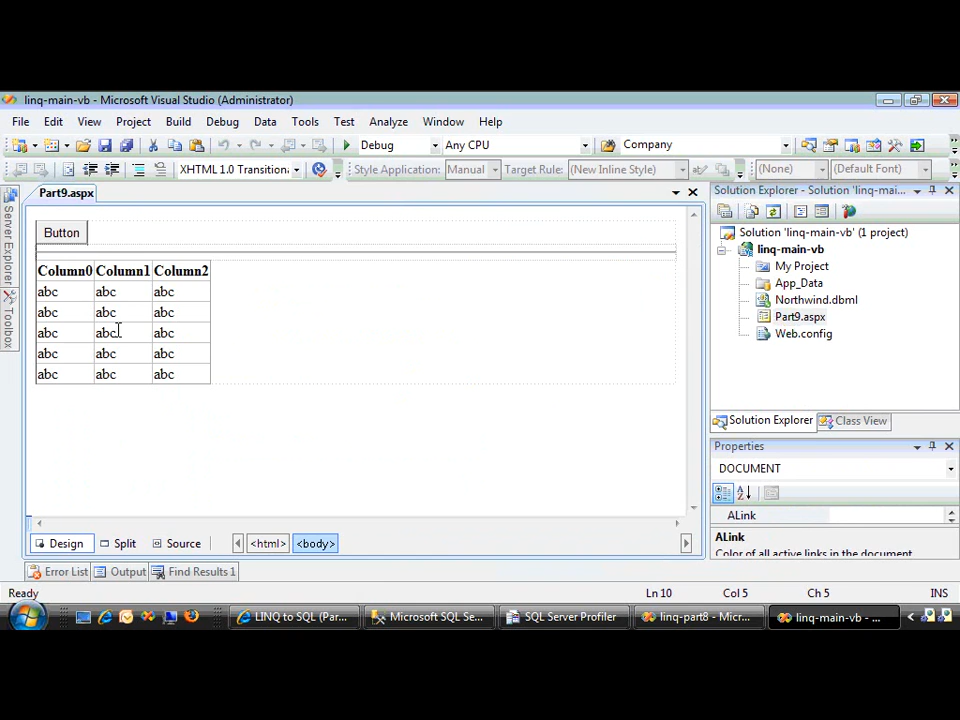 linq-main-vb - Microsoft Visual Studio (Administrator)
File Edit View Project Build Debug Data Tools Test Analyze Window Help
Debug Any CPU Company
XHTML 1.0 Transition Style Application: Manual Target Rule: (New Inline Style) (None) (Default Font)
Part9.aspx
Server Explorer
Toolbox
Button
Column0 Column1 Column2
abc abc abc
abc abc abc
abc abc abc
abc abc abc
abc abc abc
Design Split Source <html> <body>
Solution Explorer - Solution 'linq-mai...
Solution 'linq-main-vb' (1 project)
linq-main-vb
My Project
App_Data
Northwind.dbml
Part9.aspx
Web.config
Solution Explorer Class View
Properties
DOCUMENT
ALink
ALink
Color of all active links in the document
Error List Output Find Results 1
Ready Ln 10 Col 5 Ch 5 INS
LINQ to SQL (Par... Microsoft SQL Se... SQL Server Profiler linq-part8 - Micr... linq-main-vb - ...